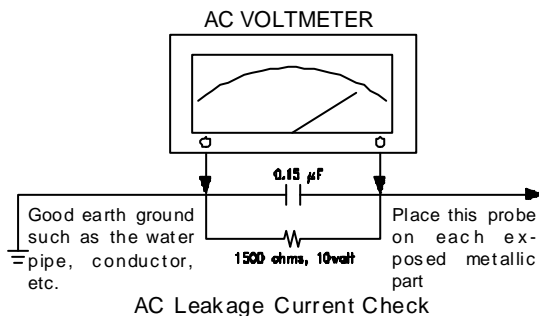 AC VOLTMETER
0.15 µF
Good earth ground
such as the water
pipe, conductor,
etc.
1500 ohms, 10watt
Place this probe
on each ex-
posed metallic
part
AC Leakage Current Check